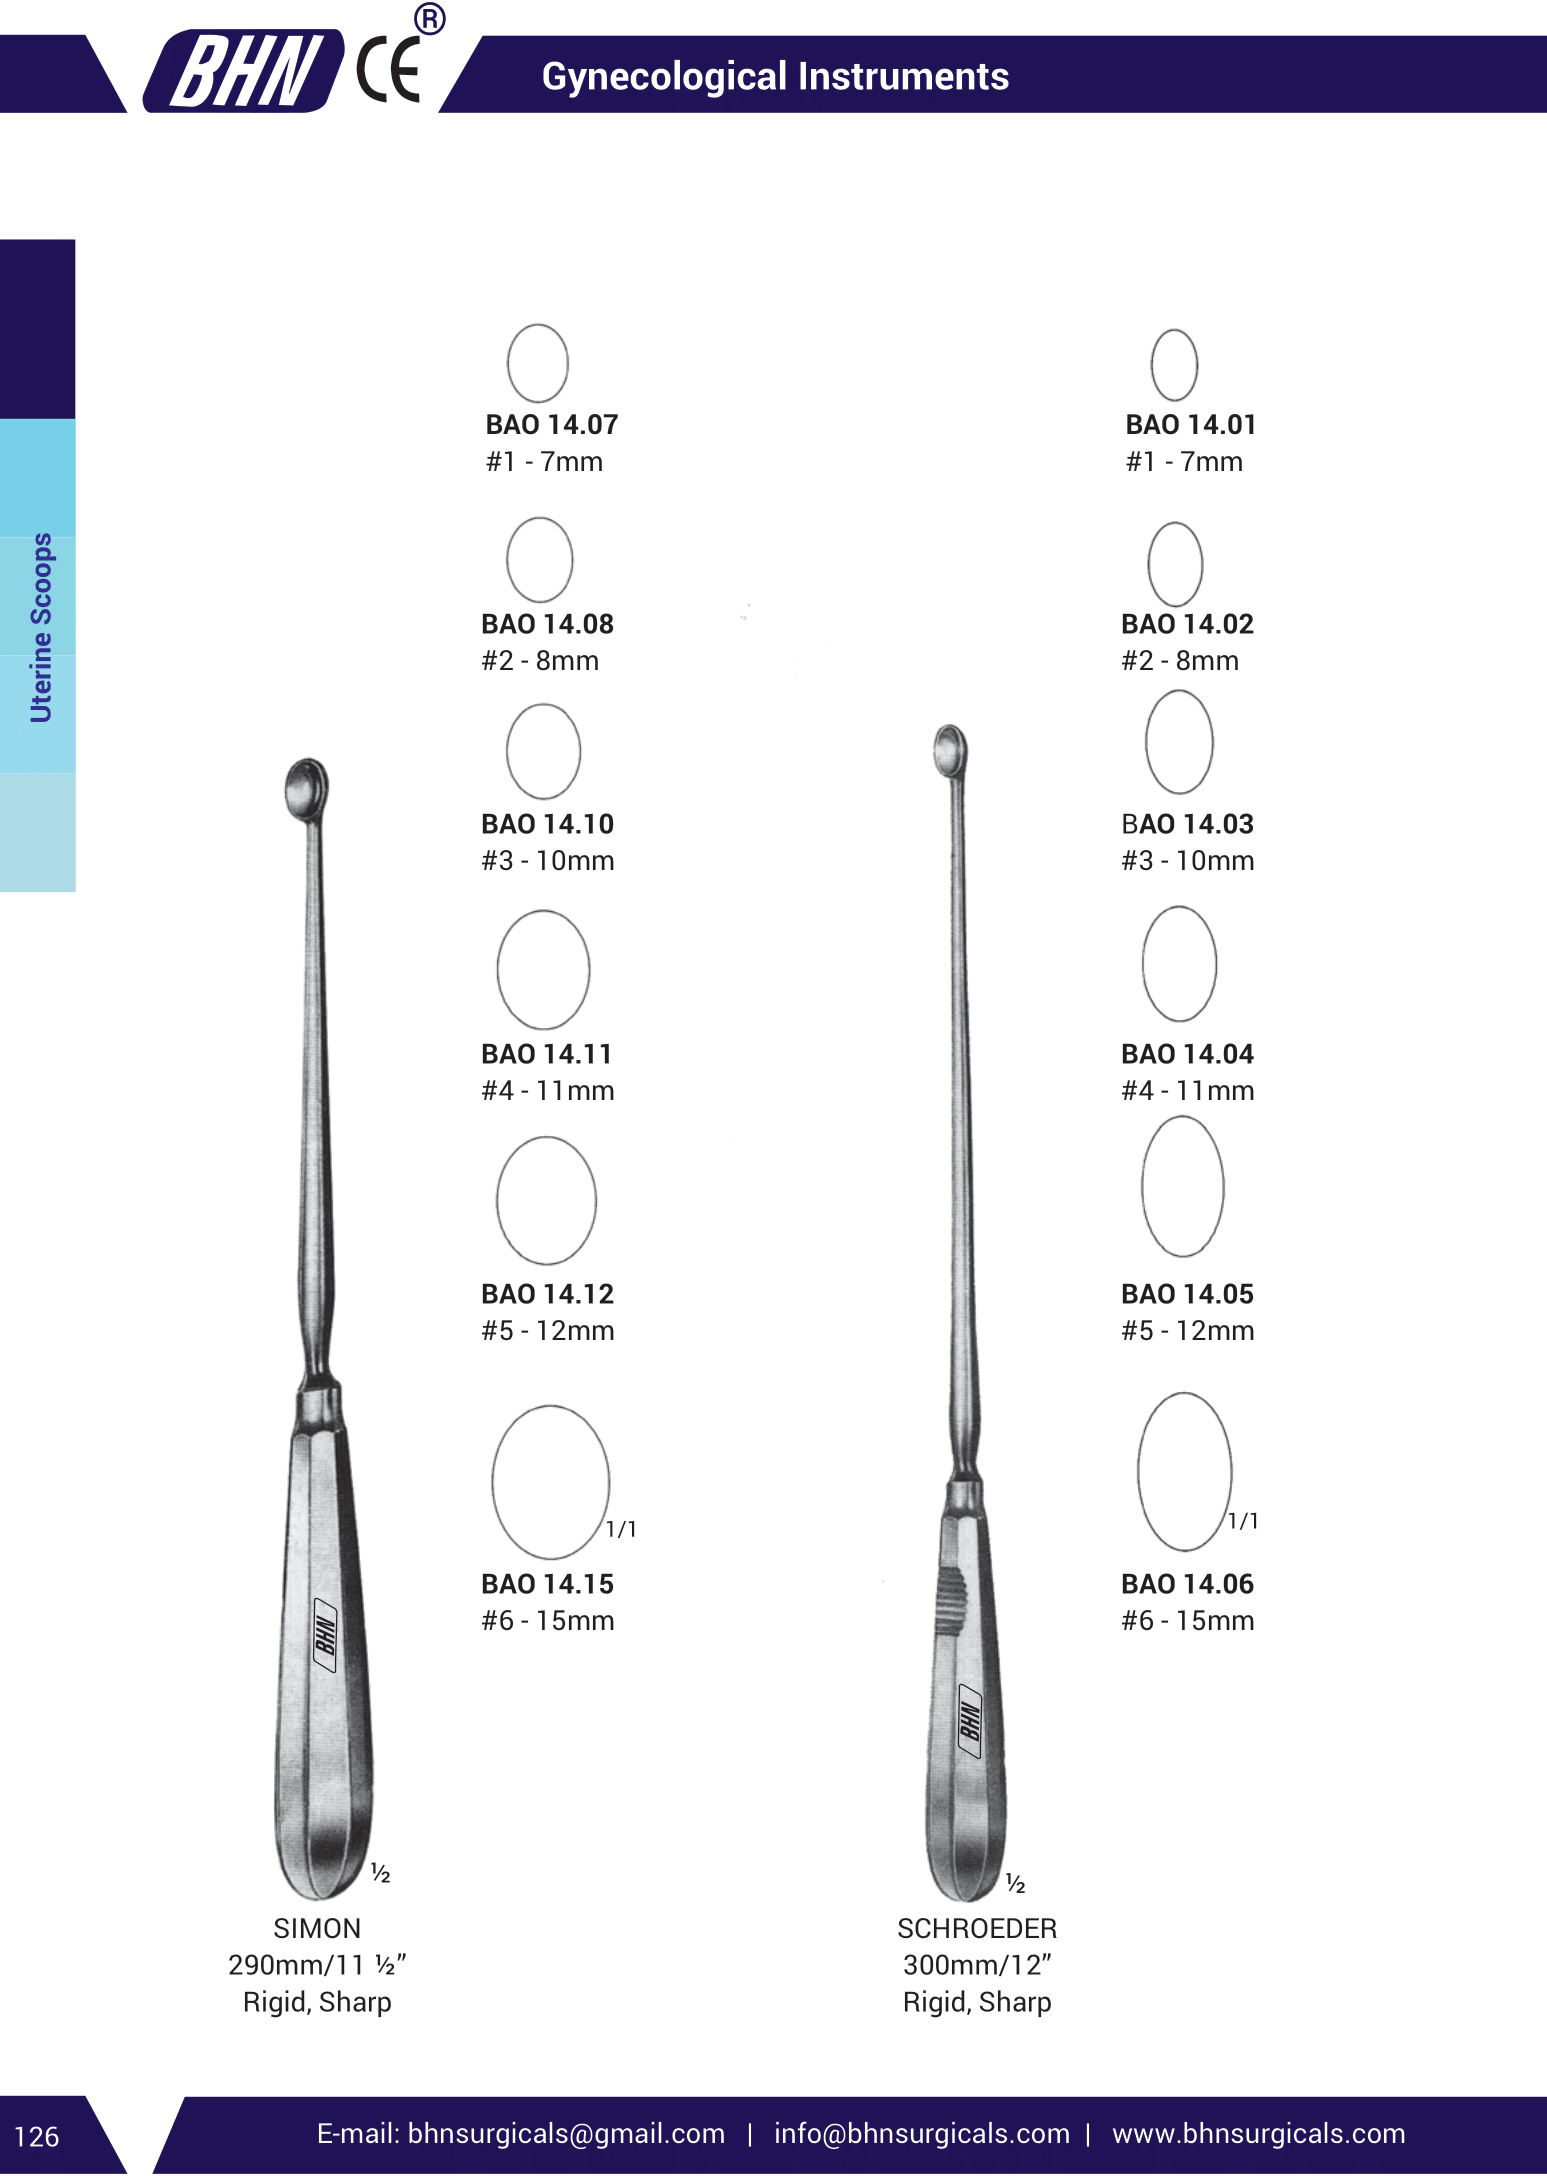 BHN CE ®
Gynecological Instruments
Uterine Scoops
BAO 14.07
#1 - 7mm
BAO 14.08
#2 - 8mm
BAO 14.10
#3 - 10mm
BAO 14.11
#4 - 11mm
BAO 14.12
#5 - 12mm
1/1
BAO 14.15
#6 - 15mm
BHN
½
SIMON
290mm/11 ½”
Rigid, Sharp
BAO 14.01
#1 - 7mm
BAO 14.02
#2 - 8mm
BAO 14.03
#3 - 10mm
BAO 14.04
#4 - 11mm
BAO 14.05
#5 - 12mm
1/1
BAO 14.06
#6 - 15mm
BHN
½
SCHROEDER
300mm/12”
Rigid, Sharp
126
E-mail: bhnsurgicals@gmail.com | info@bhnsurgicals.com | www.bhnsurgicals.com